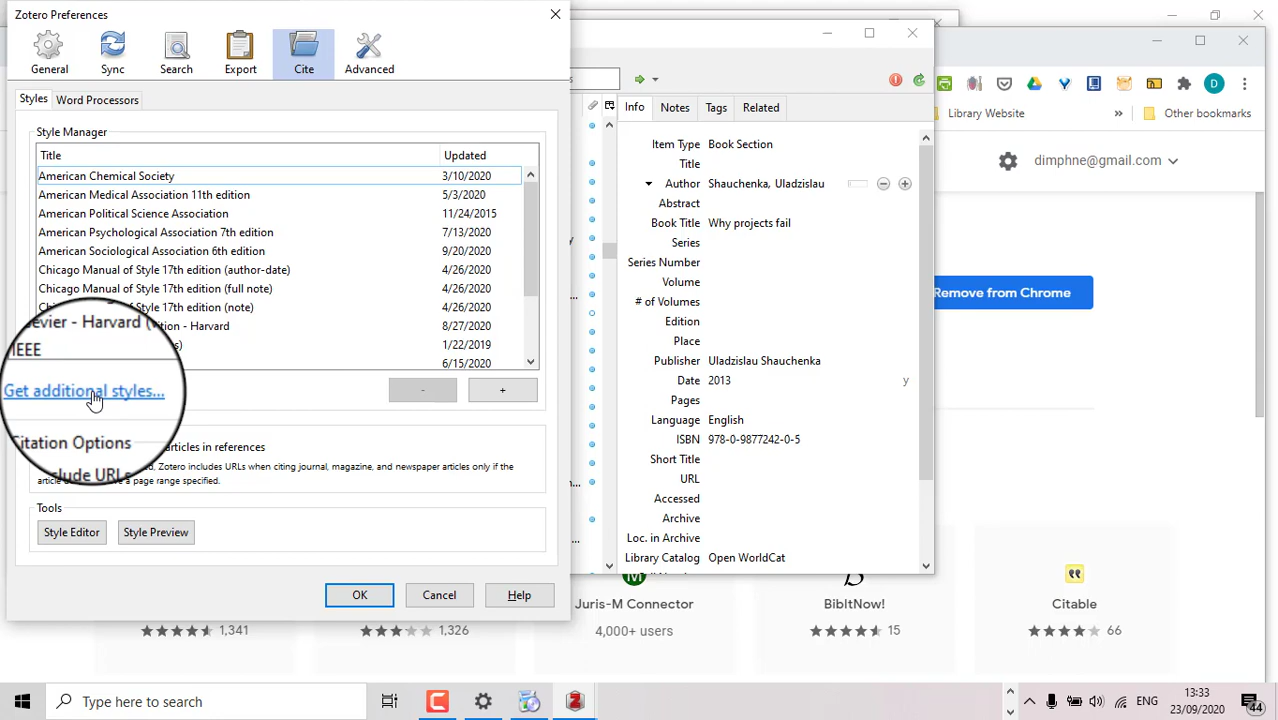 Zotero Preferences
General
Sync
Search
Export
Cite
Advanced
Styles
Word Processors
Style Manager
Title
Updated
American Chemical Society
3/10/2020
American Medical Association 11th edition
5/3/2020
American Political Science Association
11/24/2015
American Psychological Association 7th edition
7/13/2020
American Sociological Association 6th edition
9/20/2020
Chicago Manual of Style 17th edition (author-date)
4/26/2020
Chicago Manual of Style 17th edition (full note)
4/26/2020
Chicago Manual of Style 17th edition (note)
4/26/2020
- Harvard
8/27/2020
1/22/2019
6/15/2020
- Harvard (
IEEE
Get additional styles...
-
+
Citation Options
articles in references
URLs
Zotero includes URLs when citing journal, magazine, and newspaper articles only if the
a page range specified.
Tools
Style Editor
Style Preview
OK
Cancel
Help
Info
Notes
Tags
Related
Item Type
Book Section
Title
Author
Shauchenka, Uladzislau
Abstract
Book Title
Why projects fail
Series
Series Number
Volume
# of Volumes
Edition
Place
Publisher
Uladzislau Shauchenka
Date
2013
y
Pages
Language
English
ISBN
978-0-9877242-0-5
Short Title
URL
Accessed
Archive
Loc. in Archive
Library Catalog
Open WorldCat
D
Library Website
»
Other bookmarks
dimphne@gmail.com
Remove from Chrome
1,341
1,326
Juris-M Connector
4,000+ users
BibItNow!
15
Citable
66
Type here to search
ENG
13:33
23/09/2020
44